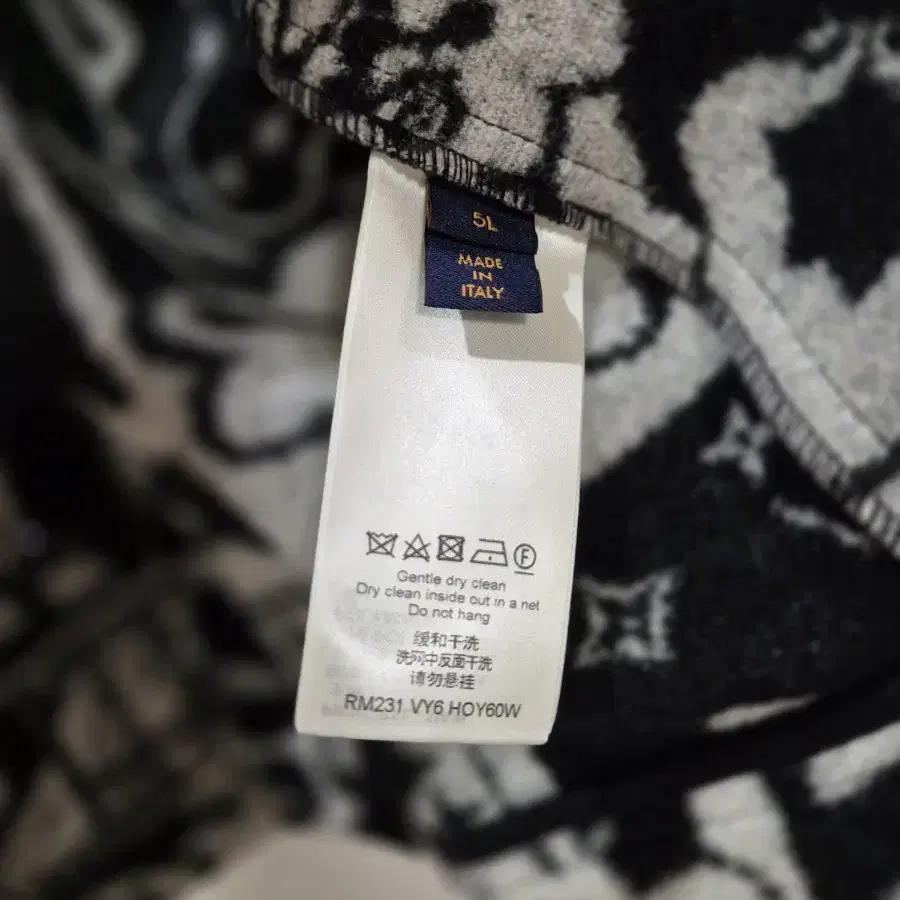 5L
MADE
IN
ITALY
F
Gentle dry clean
Dry clean inside out in a net
Do not hang
缓和干洗
洗网中反面干洗
请勿悬挂
RM231 VY6 HOY60W